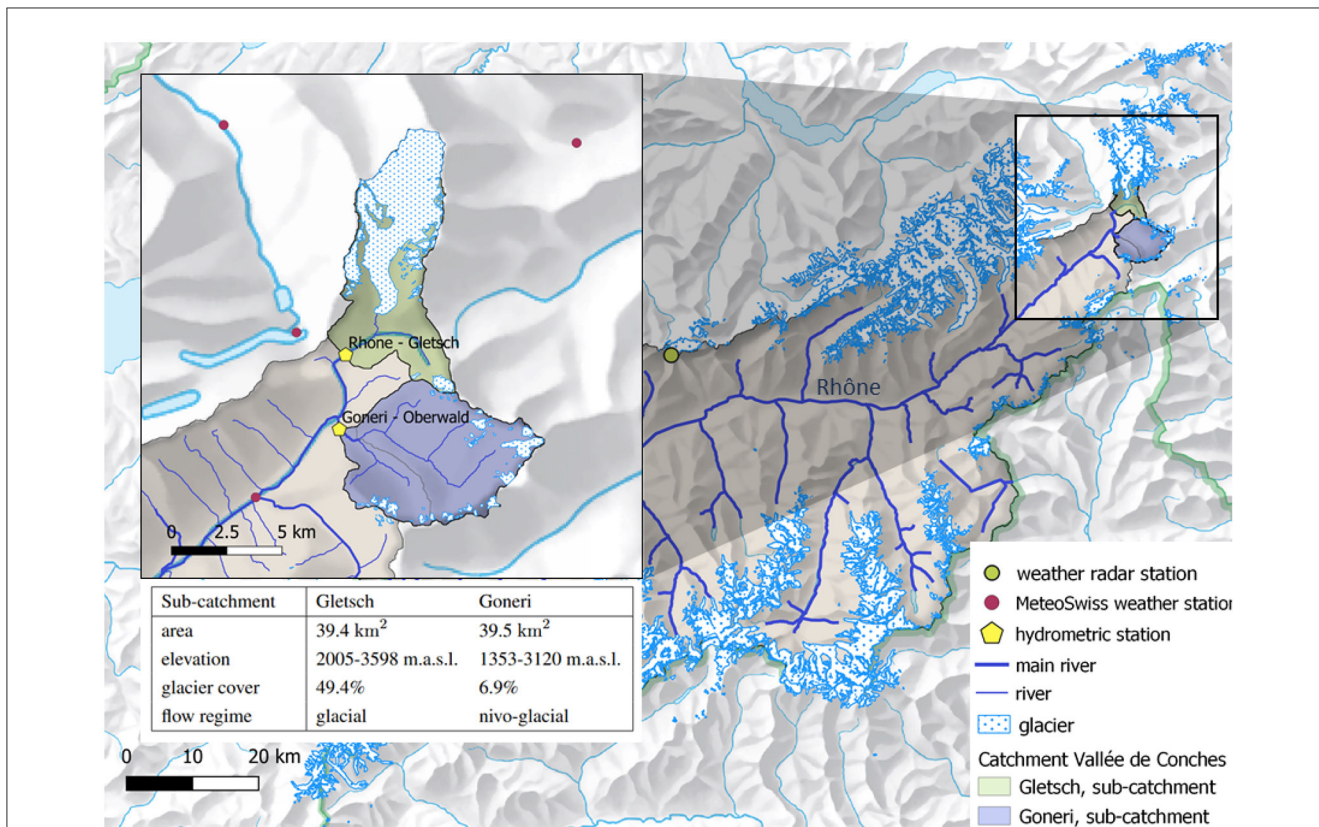 Rhone - Gletsch
Goneri - Oberwald
0 2.5 5 km
Rhône
Sub-catchment Gletsch Goneri
area 39.4 km² 39.5 km²
elevation 2005-3598 m.a.s.l. 1353-3120 m.a.s.l.
glacier cover 49.4% 6.9%
flow regime glacial nivo-glacial
0 10 20 km
weather radar station
MeteoSwiss weather station
hydrometric station
main river
river
glacier
Catchment Vallée de Conches
Gletsch, sub-catchment
Goneri, sub-catchment